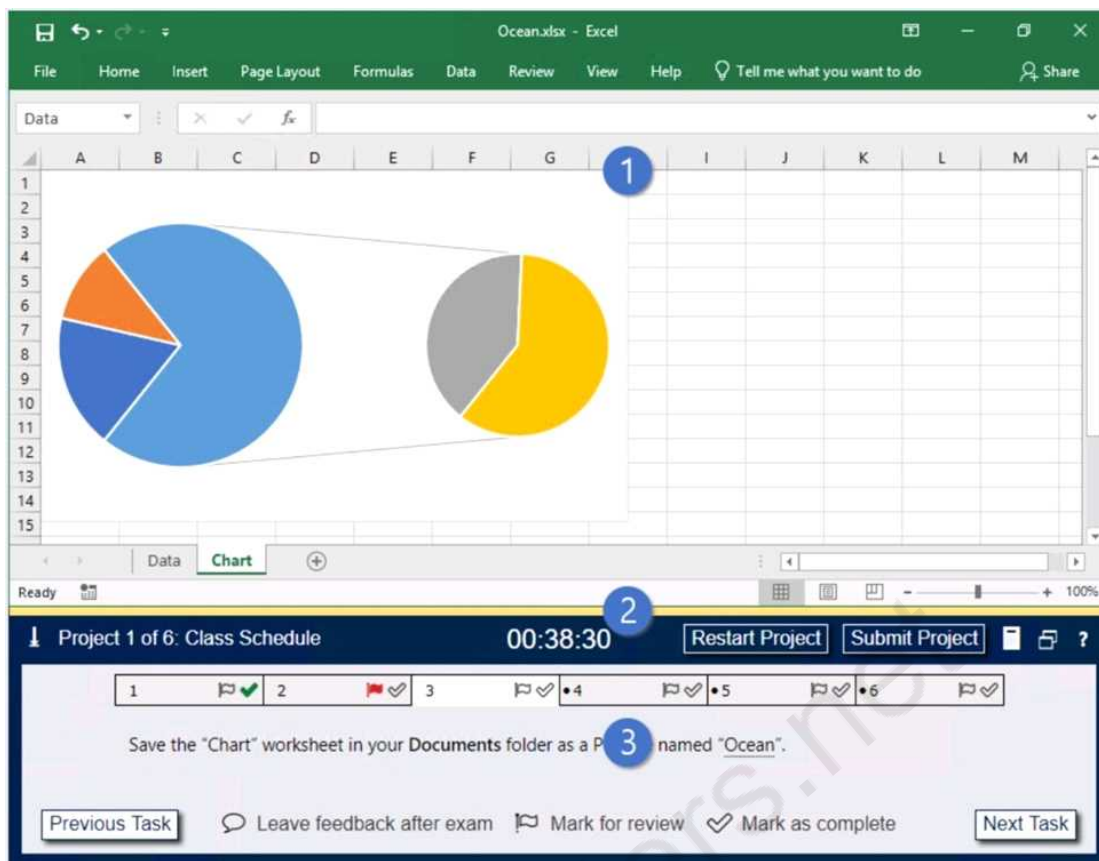 Ocean.xlsx - Excel
File Home Insert Page Layout Formulas Data Review View Help Tell me what you want to do Share
Data fx
A B C D E F G I J K L M
1
1
2
3
4
5
6
7
8
9
10
11
12
13
14
15
Data Chart
Ready 100%
2
Project 1 of 6: Class Schedule 00:38:30 Restart Project Submit Project ?
1 2 3 •4 •5 •6
Save the "Chart" worksheet in your Documents folder as a P 3 named "Ocean".
Previous Task Leave feedback after exam Mark for review Mark as complete Next Task